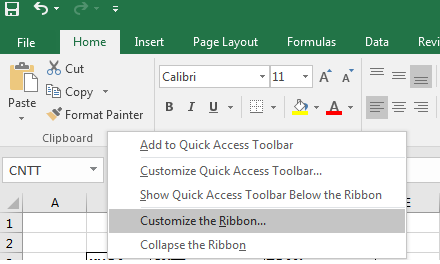 File Home Insert Page Layout Formulas Data Revi
Cut
Copy
Format Painter
Paste
Clipboard
Calibri 11 A A
B I U A
Add to Quick Access Toolbar
Customize Quick Access Toolbar...
Show Quick Access Toolbar Below the Ribbon
Customize the Ribbon...
Collapse the Ribbon
CNTT
A E
1
2